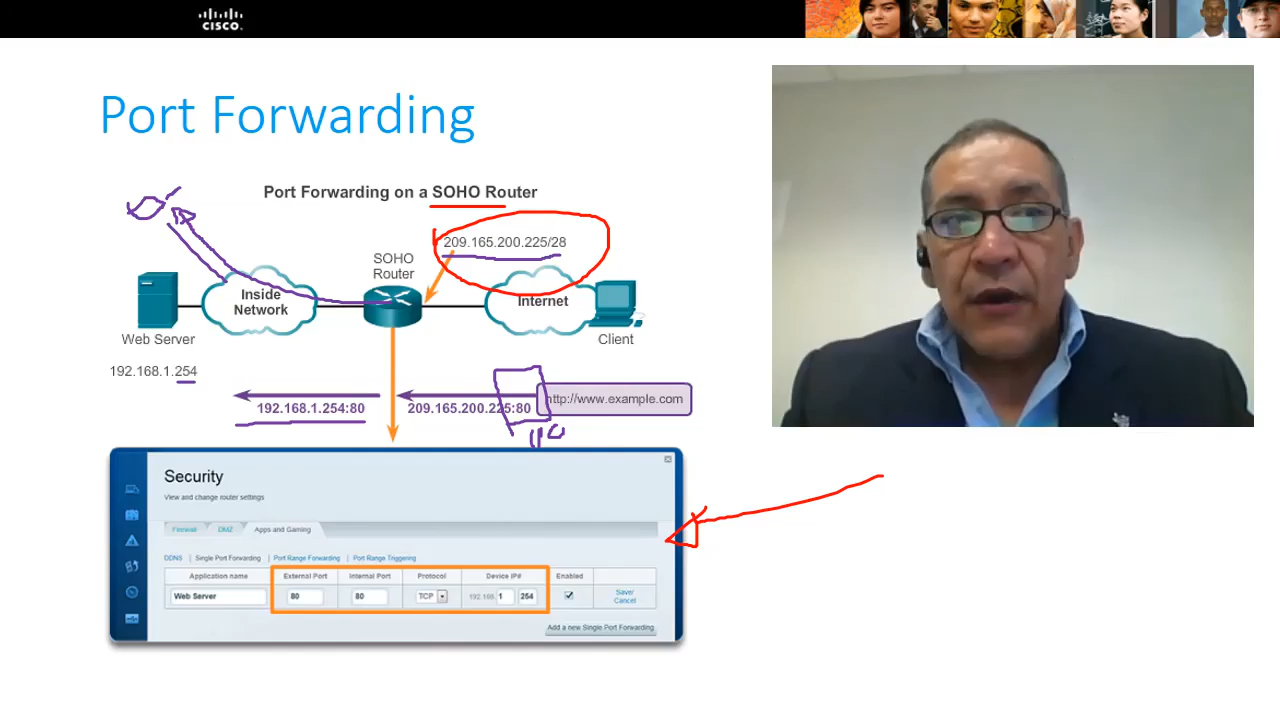 CISCO
Port Forwarding
Port Forwarding on a SOHO Router
209.165.200.225/28
SOHO
Router
Inside
Network
Internet
Web Server
Client
192.168.1.254
192.168.1.254:80
209.165.200.225:80
http://www.example.com
Security
View and change router settings
Firewall
DMZ
Apps and Gaming
DDNS | Single Port Forwarding | Port Range Forwarding | Port Range Triggering
Application name External Port Internal Port Protocol Device IP# Enabled
Web Server 80 80 TCP 192.168. 1 254 Save/
Cancel
Add a new Single Port Forwarding